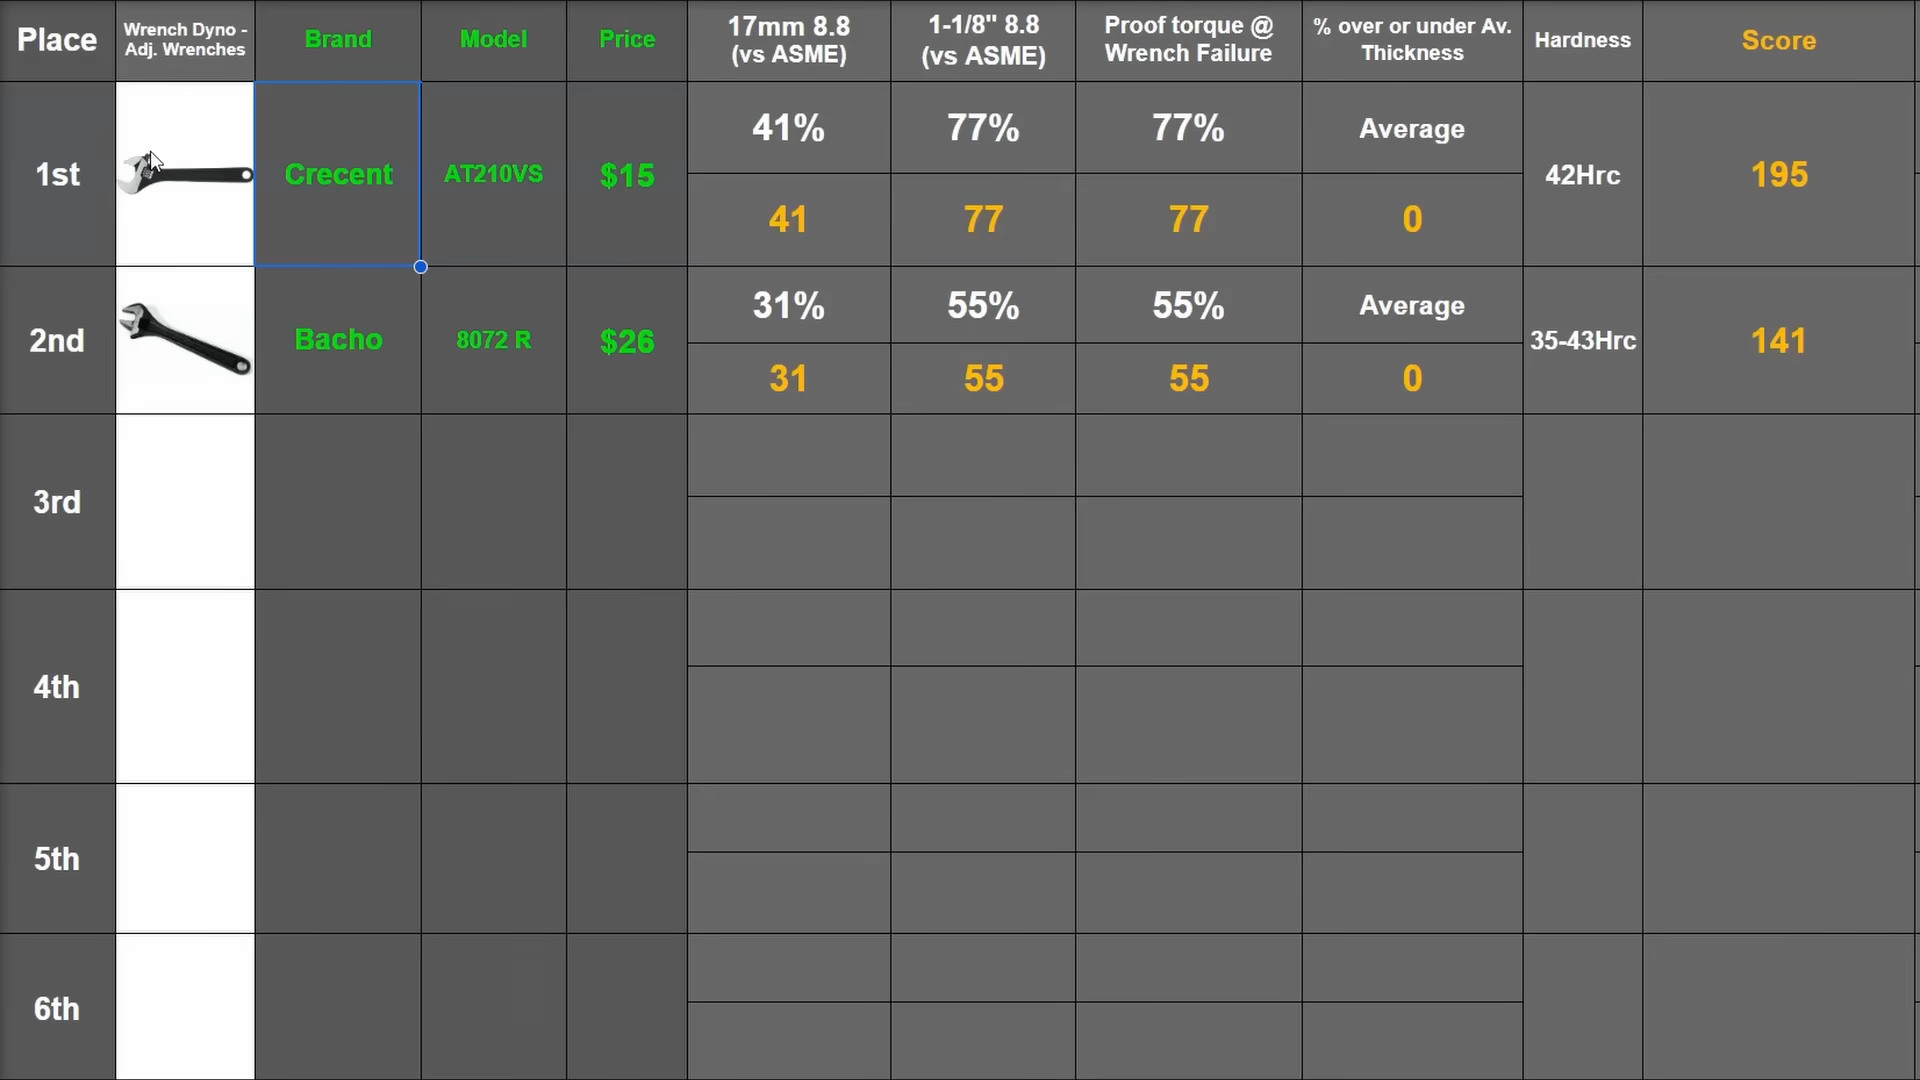 Place
Wrench Dyno -
Adj. Wrenches
Brand
Model
Price
17mm 8.8
(vs ASME)
1-1/8" 8.8
(vs ASME)
Proof torque @
Wrench Failure
% over or under Av.
Thickness
Hardness
Score
1st
Crecent
AT210VS
$15
41%
77%
77%
Average
42Hrc
195
41
77
77
0
2nd
Bacho
8072 R
$26
31%
55%
55%
Average
35-43Hrc
141
31
55
55
0
3rd
4th
5th
6th